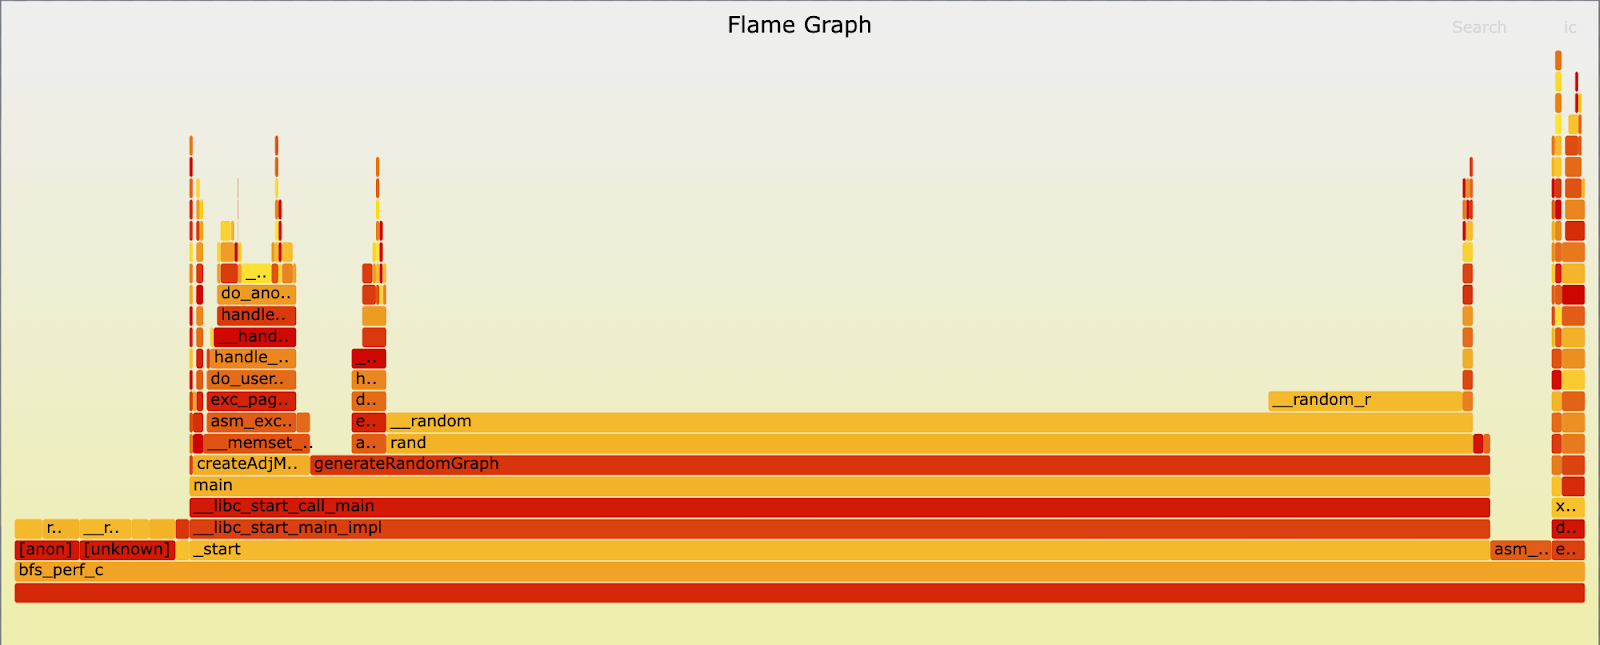 Flame Graph
Search ic
_..
do_ano..
handle..
__hand..
handle_.. _..
do_user.. h..
exc_pag.. d.. __random_r
asm_exc.. e.. __random
__memset_.. a.. rand
createAdjM.. generateRandomGraph
main
__libc_start_call_main x..
r.. __r.. __libc_start_main_impl d..
[anon] [unknown] _start asm_.. e..
bfs_perf_c